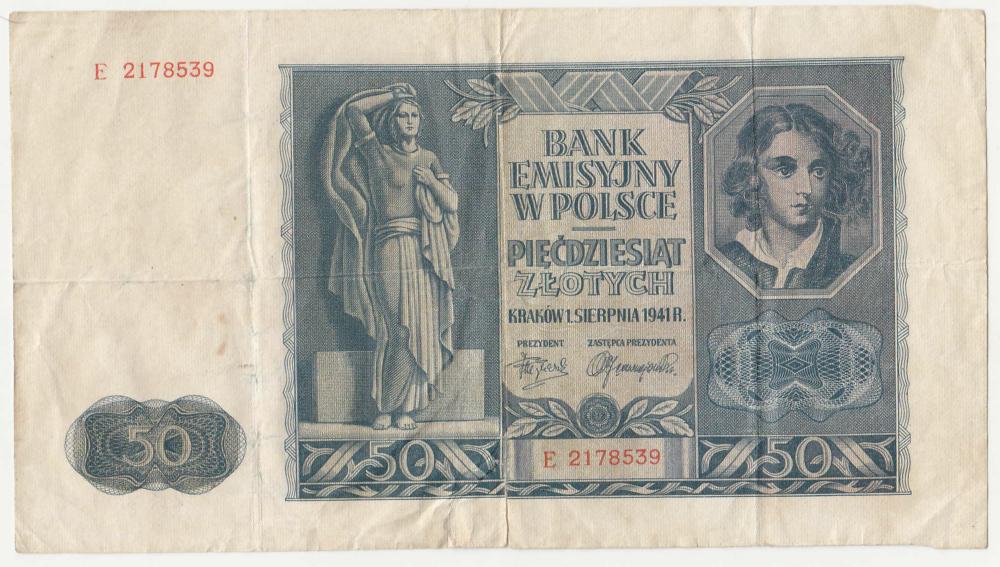 E 2178539
BANK
EMISYJNY
W POLSCE
PIĘĆDZIESIĄT
ZŁOTYCH
KRAKÓW 1. SIERPNIA 1941 R.
PREZYDENT ZASTĘPCA PREZYDENTA
50
50
E 2178539
50